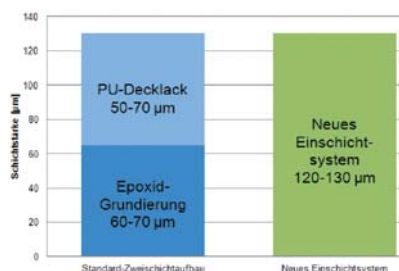 Schichtstärke [µm]
140
120
100
80
60
40
20
0
PU-Decklack
50-70 µm
Epoxid-
Grundierung
60-70 µm
Neues
Einschicht-
system
120-130 µm
Standard-Zweischichtaufbau
Neues Einschichtsystem